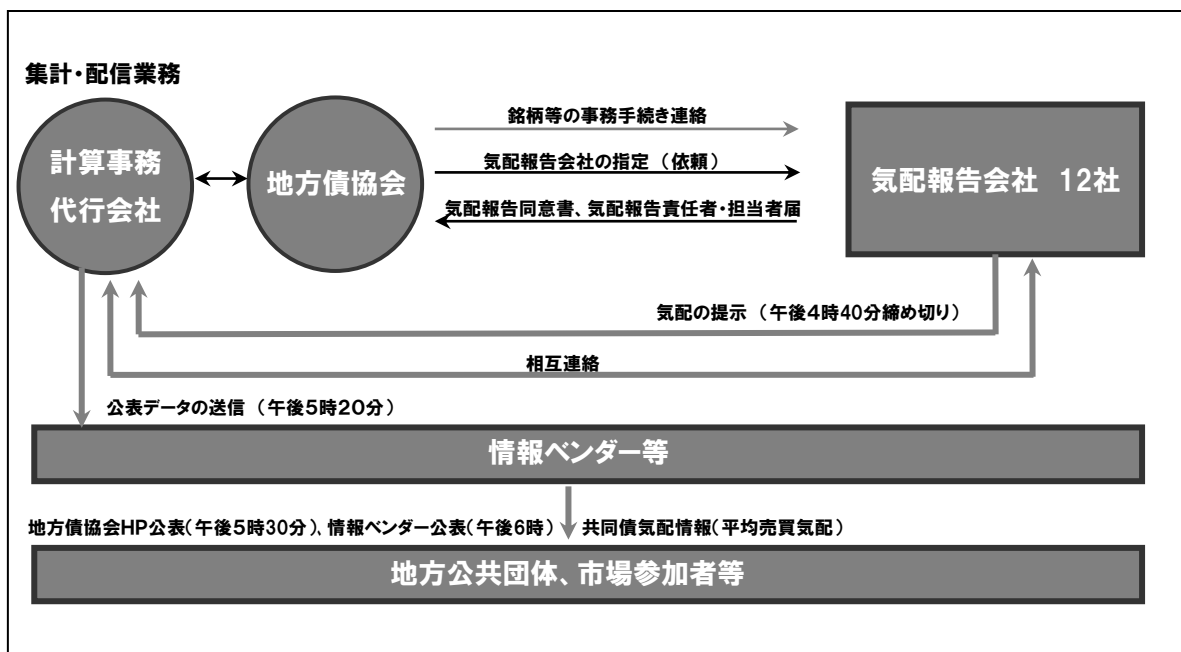 集計・配信業務
計算事務
代行会社
地方債協会
銘柄等の事務手続き連絡
気配報告会社の指定（依頼）
気配報告同意書、気配報告責任者・担当者届
気配報告会社　12社
気配の提示（午後４時40分締め切り）
相互連絡
公表データの送信（午後５時２０分）
情報ベンダー等
地方債協会HP公表（午後５時30分）、情報ベンダー公表（午後６時）
共同債気配情報（平均売買気配）
地方公共団体、市場参加者等